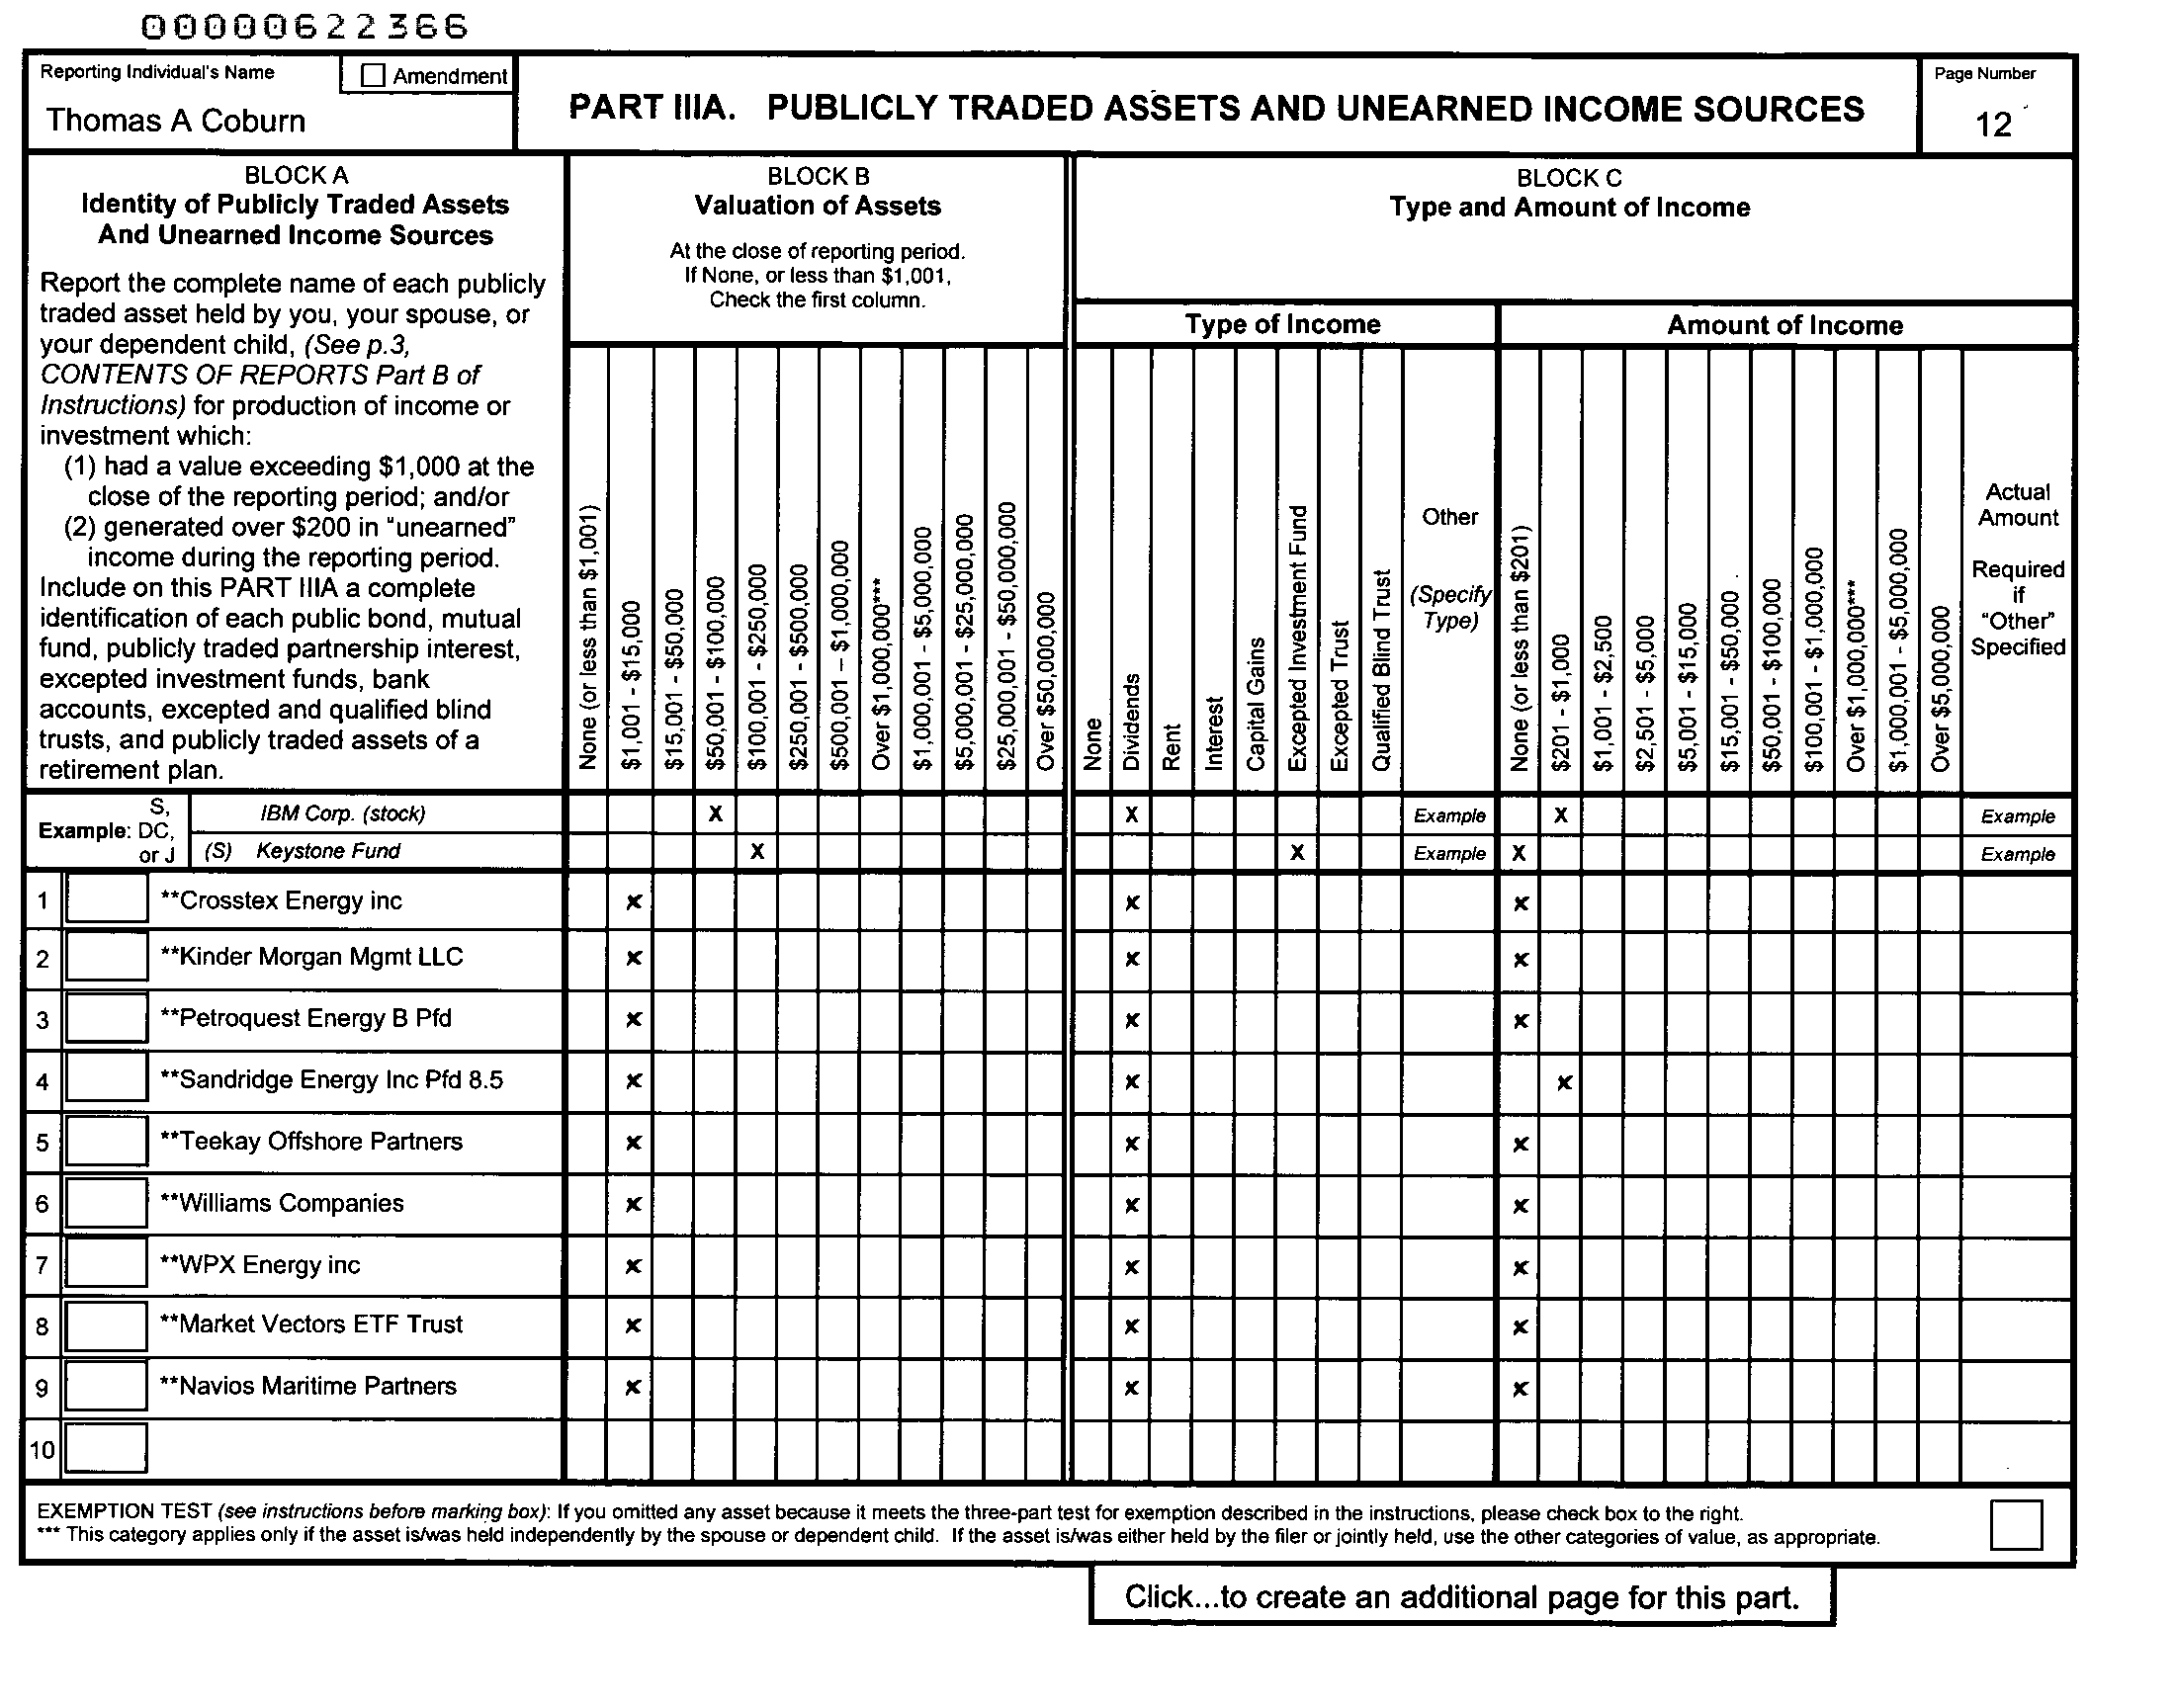 00000622366
Reporting Individual's Name
Amendment
Thomas A Coburn
PART IIIA. PUBLICLY TRADED ASSETS AND UNEARNED INCOME SOURCES
Page Number
12
BLOCK A
Identity of Publicly Traded Assets
And Unearned Income Sources
Report the complete name of each publicly
traded asset held by you, your spouse, or
your dependent child, (See p.3,
CONTENTS OF REPORTS Part B of
Instructions) for production of income or
investment which:
(1) had a value exceeding $1,000 at the
close of the reporting period; and/or
(2) generated over $200 in "unearned"
income during the reporting period.
Include on this PART IIIA a complete
identification of each public bond, mutual
fund, publicly traded partnership interest,
excepted investment funds, bank
accounts, excepted and qualified blind
trusts, and publicly traded assets of a
retirement plan.
BLOCK B
Valuation of Assets
At the close of reporting period.
If None, or less than $1,001,
Check the first column.
BLOCK C
Type and Amount of Income
Type of Income
Amount of Income
None (or less than $1,001)
$1,001 - $15,000
$15,001 - $50,000
$50,001 - $100,000
$100,001 - $250,000
$250,001 - $500,000
$500,001 – $1,000,000
Over $1,000,000***
$1,000,001 - $5,000,000
$5,000,001 - $25,000,000
$25,000,001 - $50,000,000
Over $50,000,000
None
Dividends
Rent
Interest
Capital Gains
Excepted Investment Fund
Excepted Trust
Qualified Blind Trust
Other
(Specify
Type)
None (or less than $201)
$201 - $1,000
$1,001 - $2,500
$2,501 - $5,000
$5,001 - $15,000
$15,001 - $50,000
$50,001 - $100,000
$100,001 - $1,000,000
Over $1,000,000***
$1,000,001 - $5,000,000
Over $5,000,000
Actual
Amount
Required
if
"Other"
Specified
Example: S,
DC,
or J
IBM Corp. (stock) X X Example X Example
(S) Keystone Fund X X Example X Example
1 **Crosstex Energy inc x x x
2 **Kinder Morgan Mgmt LLC x x x
3 **Petroquest Energy B Pfd x x x
4 **Sandridge Energy Inc Pfd 8.5 x x x
5 **Teekay Offshore Partners x x x
6 **Williams Companies x x x
7 **WPX Energy inc x x x
8 **Market Vectors ETF Trust x x x
9 **Navios Maritime Partners x x x
10
EXEMPTION TEST (see instructions before marking box): If you omitted any asset because it meets the three-part test for exemption described in the instructions, please check box to the right.
*** This category applies only if the asset is/was held independently by the spouse or dependent child. If the asset is/was either held by the filer or jointly held, use the other categories of value, as appropriate.
Click...to create an additional page for this part.